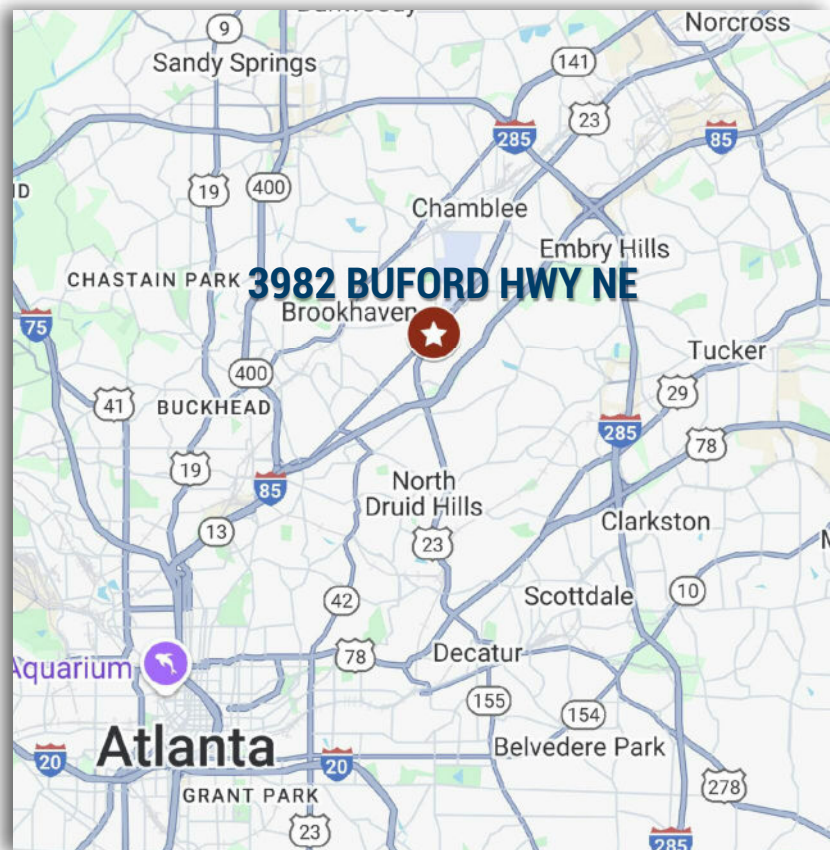 Norcross
9
Sandy Springs
141
23
285
85
19
400
Chamblee
Embry Hills
CHASTAIN PARK
3982 BUFORD HWY NE
Brookhaven
75
Tucker
400
29
41
BUCKHEAD
285
78
19
85
North
Druid Hills
13
Clarkston
23
42
Scottdale
10
78
Decatur
Aquarium
155
154
Atlanta
Belvedere Park
20
20
278
GRANT PARK
23
285